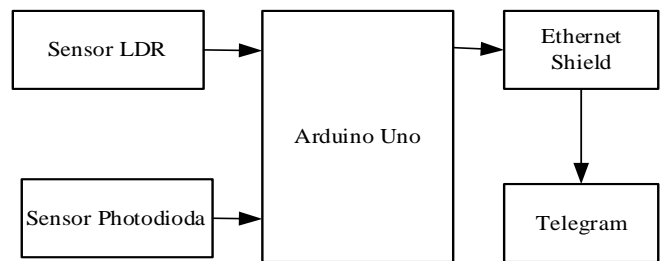 Sensor LDR
Sensor Photodioda
Arduino Uno
Ethernet
Shield
Telegram